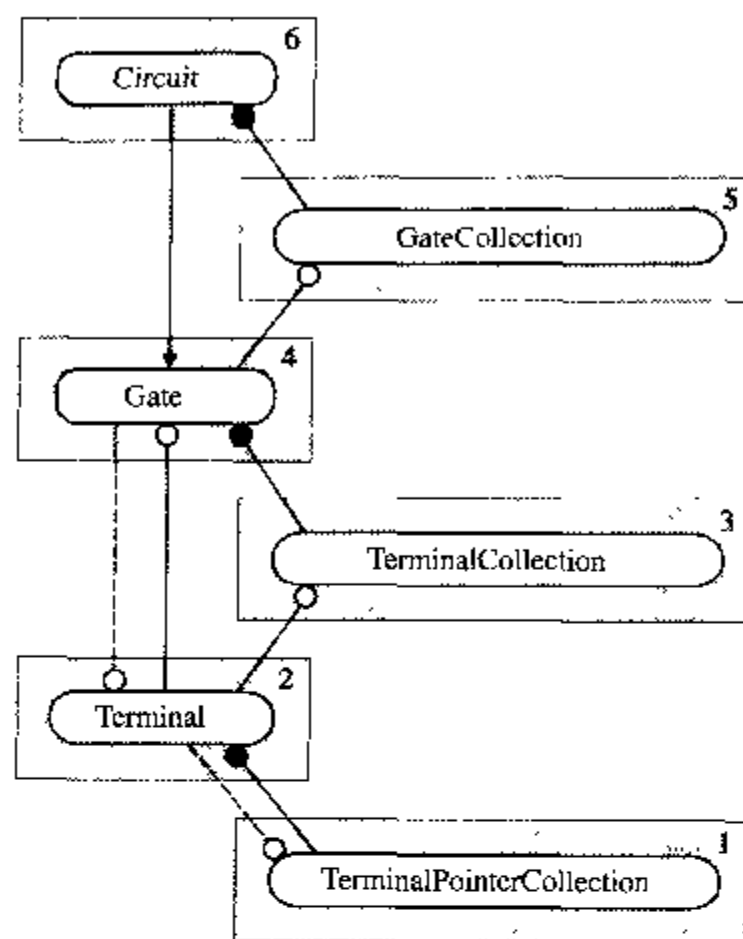 6
Circuit
5
GateCollection
4
Gate
3
TerminalCollection
2
Terminal
1
TerminalPointerCollection